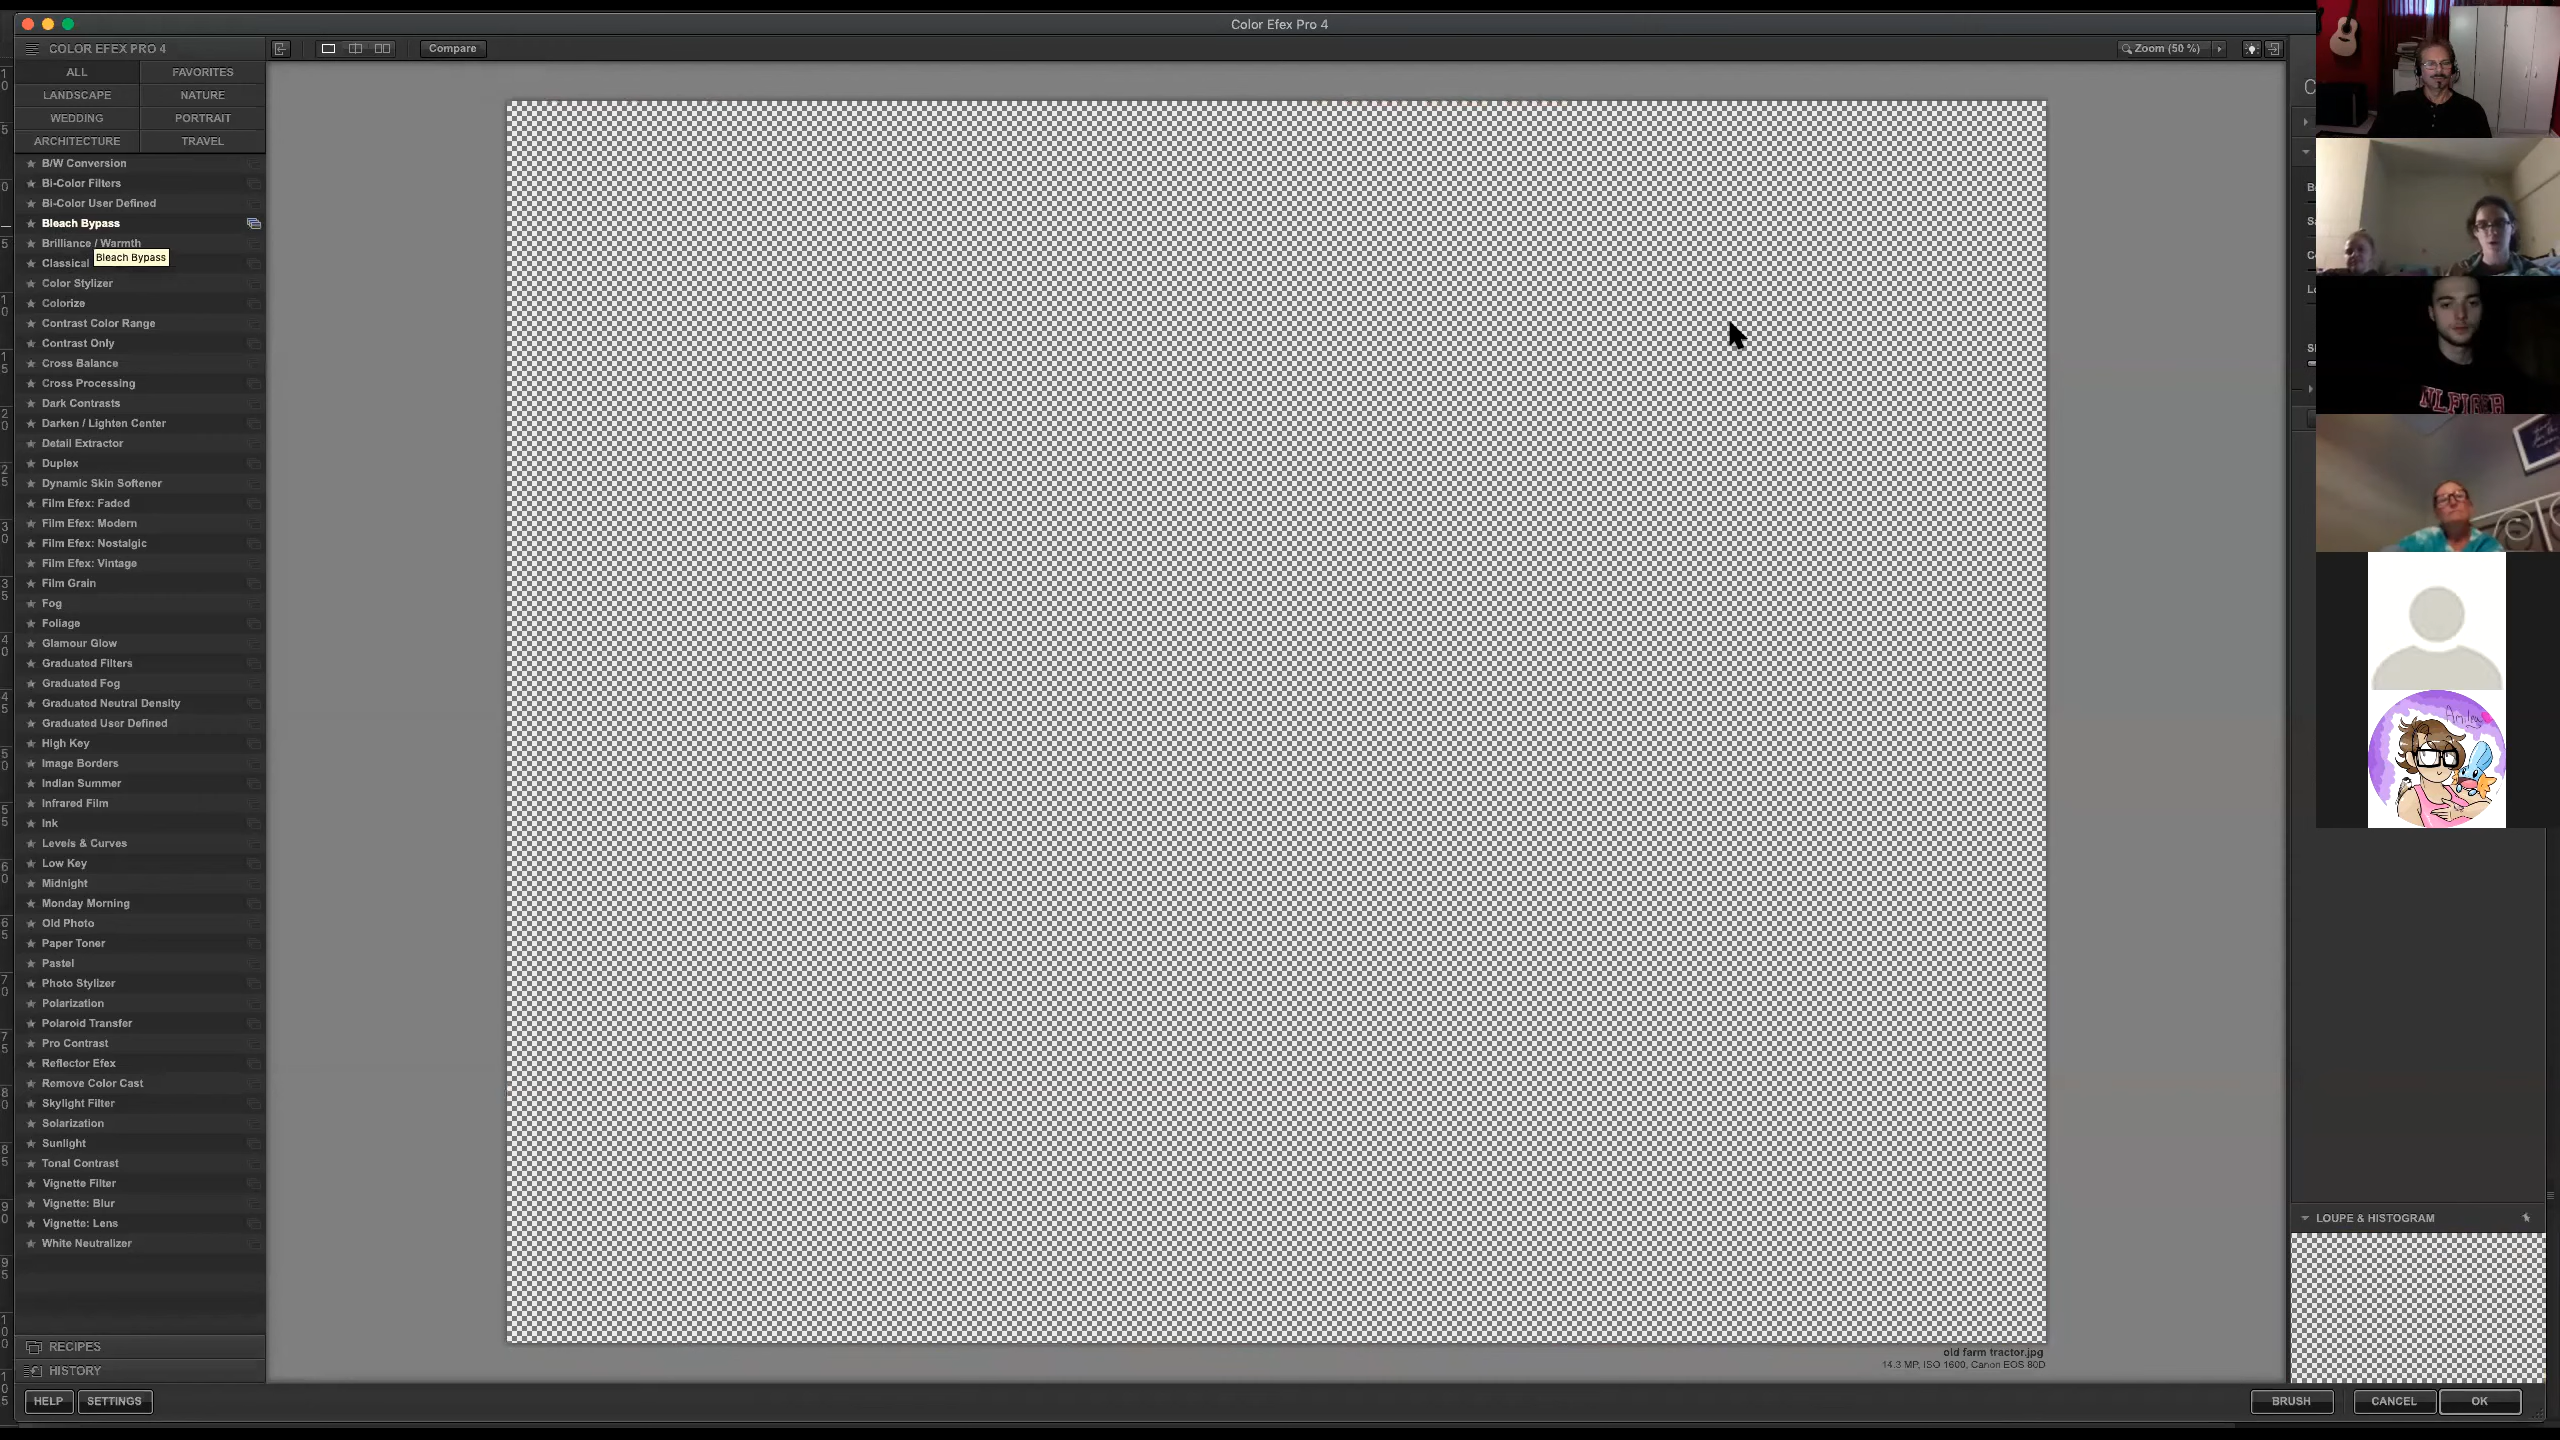 Color Efex Pro 4
COLOR EFEX PRO 4
Compare
Zoom (50 %)
ALL
FAVORITES
LANDSCAPE
NATURE
WEDDING
PORTRAIT
ARCHITECTURE
TRAVEL
B/W Conversion
Bi-Color Filters
Bi-Color User Defined
Bleach Bypass
Brilliance / Warmth
Bleach Bypass
Classical
Color Stylizer
Colorize
Contrast Color Range
Contrast Only
Cross Balance
Cross Processing
Dark Contrasts
Darken / Lighten Center
Detail Extractor
Duplex
Dynamic Skin Softener
Film Efex: Faded
Film Efex: Modern
Film Efex: Nostalgic
Film Efex: Vintage
Film Grain
Fog
Foliage
Glamour Glow
Graduated Filters
Graduated Fog
Graduated Neutral Density
Graduated User Defined
High Key
Image Borders
Indian Summer
Infrared Film
Ink
Levels & Curves
Low Key
Midnight
Monday Morning
Old Photo
Paper Toner
Pastel
Photo Stylizer
Polarization
Polaroid Transfer
Pro Contrast
Reflector Efex
Remove Color Cast
Skylight Filter
Solarization
Sunlight
Tonal Contrast
Vignette Filter
Vignette: Blur
Vignette: Lens
White Neutralizer
RECIPES
HISTORY
HELP
SETTINGS
old farm tractor.jpg
14.3 MP, ISO 1600, Canon EOS 80D
LOUPE & HISTOGRAM
BRUSH
CANCEL
OK